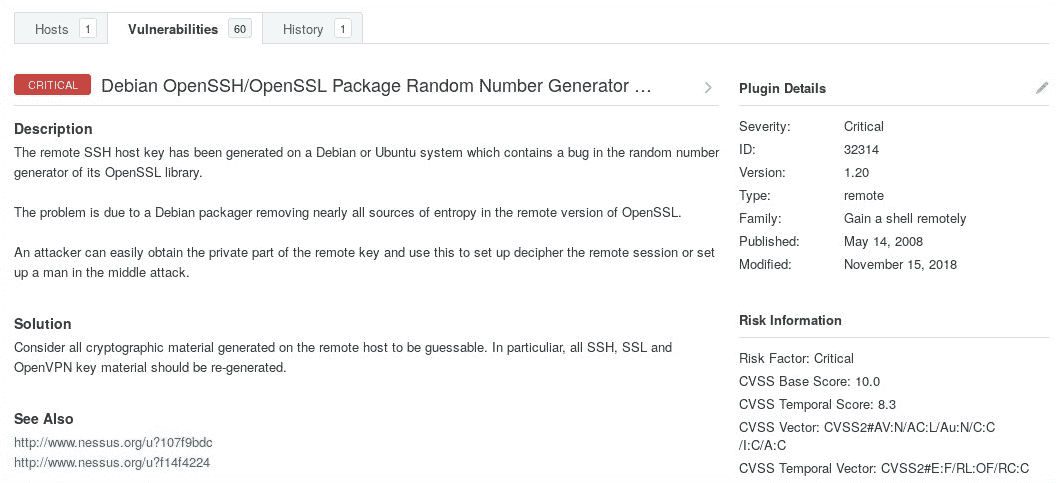 Hosts 1 Vulnerabilities 60 History 1
CRITICAL Debian OpenSSH/OpenSSL Package Random Number Generator ...
Description
The remote SSH host key has been generated on a Debian or Ubuntu system which contains a bug in the random number
generator of its OpenSSL library.
The problem is due to a Debian packager removing nearly all sources of entropy in the remote version of OpenSSL.
An attacker can easily obtain the private part of the remote key and use this to set up decipher the remote session or set
up a man in the middle attack.
Solution
Consider all cryptographic material generated on the remote host to be guessable. In particuliar, all SSH, SSL and
OpenVPN key material should be re-generated.
See Also
http://www.nessus.org/u?107f9bdc
http://www.nessus.org/u?f14f4224
Plugin Details
Severity: Critical
ID: 32314
Version: 1.20
Type: remote
Family: Gain a shell remotely
Published: May 14, 2008
Modified: November 15, 2018
Risk Information
Risk Factor: Critical
CVSS Base Score: 10.0
CVSS Temporal Score: 8.3
CVSS Vector: CVSS2#AV:N/AC:L/Au:N/C:C
/I:C/A:C
CVSS Temporal Vector: CVSS2#E:F/RL:OF/RC:C